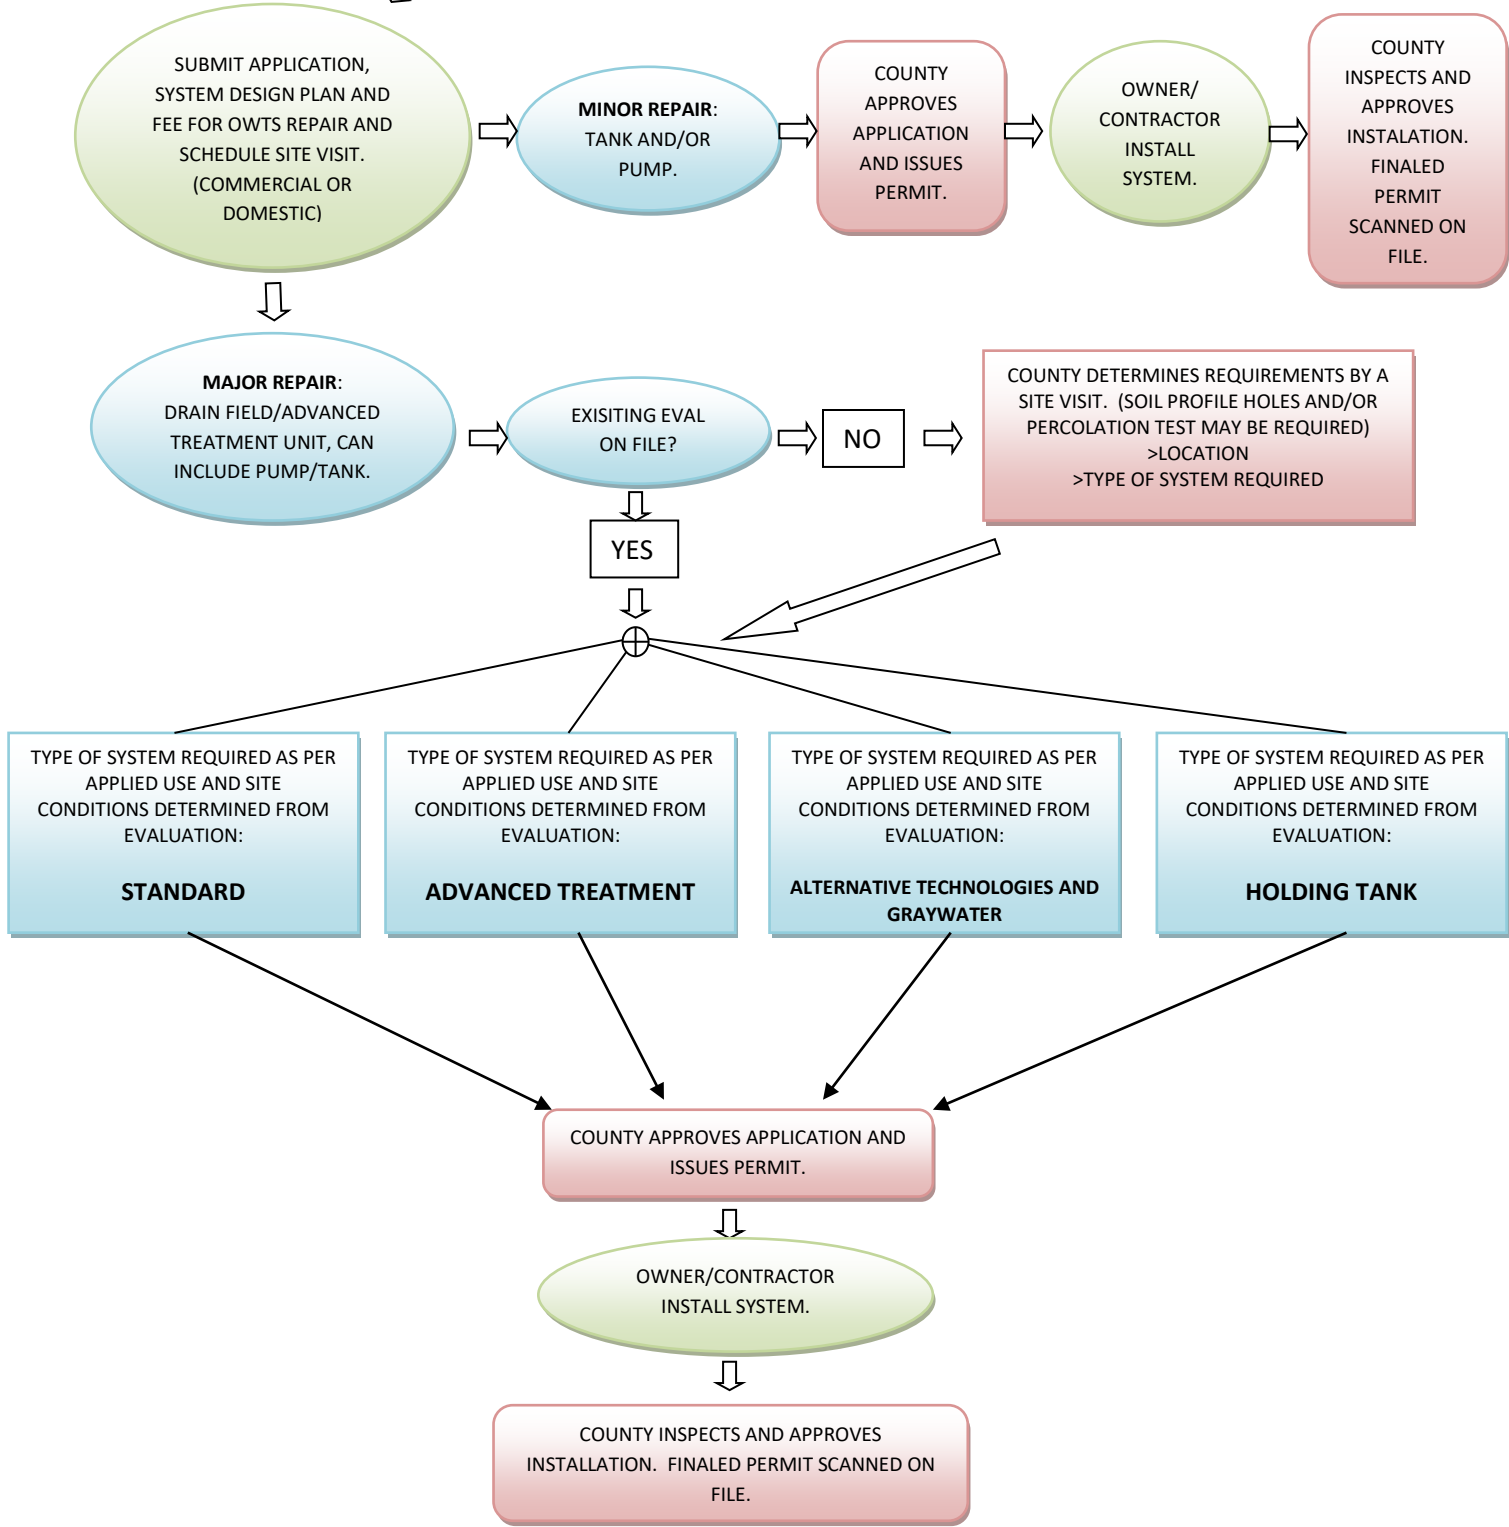 SUBMIT APPLICATION,
SYSTEM DESIGN PLAN AND
FEE FOR OWTS REPAIR AND
SCHEDULE SITE VISIT.
(COMMERCIAL OR
DOMESTIC)
MINOR REPAIR:
TANK AND/OR
PUMP.
COUNTY
APPROVES
APPLICATION
AND ISSUES
PERMIT.
OWNER/
CONTRACTOR
INSTALL
SYSTEM.
COUNTY
INSPECTS AND
APPROVES
INSTALATION.
FINALED
PERMIT
SCANNED ON
FILE.
MAJOR REPAIR:
DRAIN FIELD/ADVANCED
TREATMENT UNIT, CAN
INCLUDE PUMP/TANK.
EXISITING EVAL
ON FILE?
NO
COUNTY DETERMINES REQUIREMENTS BY A
SITE VISIT.  (SOIL PROFILE HOLES AND/OR
PERCOLATION TEST MAY BE REQUIRED)
>LOCATION
>TYPE OF SYSTEM REQUIRED
YES
TYPE OF SYSTEM REQUIRED AS PER
APPLIED USE AND SITE
CONDITIONS DETERMINED FROM
EVALUATION:
STANDARD
TYPE OF SYSTEM REQUIRED AS PER
APPLIED USE AND SITE
CONDITIONS DETERMINED FROM
EVALUATION:
ADVANCED TREATMENT
TYPE OF SYSTEM REQUIRED AS PER
APPLIED USE AND SITE
CONDITIONS DETERMINED FROM
EVALUATION:
ALTERNATIVE TECHNOLOGIES AND
GRAYWATER
TYPE OF SYSTEM REQUIRED AS PER
APPLIED USE AND SITE
CONDITIONS DETERMINED FROM
EVALUATION:
HOLDING TANK
COUNTY APPROVES APPLICATION AND
ISSUES PERMIT.
OWNER/CONTRACTOR
INSTALL SYSTEM.
COUNTY INSPECTS AND APPROVES
INSTALLATION.  FINALED PERMIT SCANNED ON
FILE.